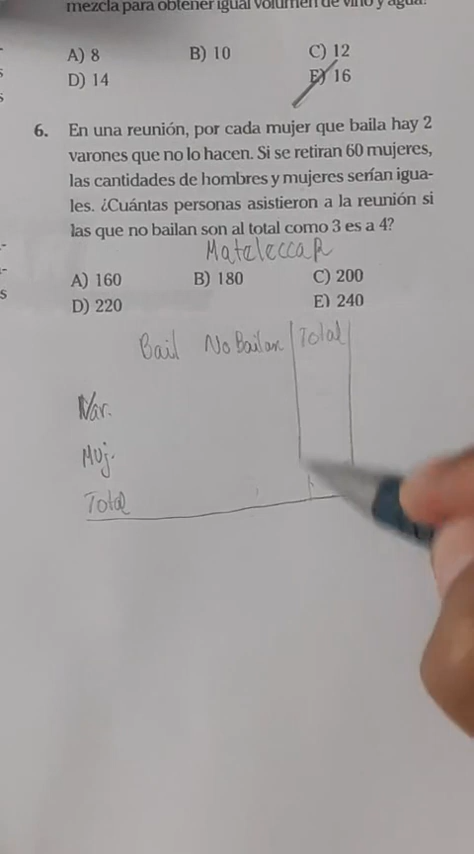 mezcla para obtener igual volumen de vino y agua?
A) 8 B) 10 C) 12
D) 14 E) 16
6. En una reunión, por cada mujer que baila hay 2
varones que no lo hacen. Si se retiran 60 mujeres,
las cantidades de hombres y mujeres serían igua-
les. ¿Cuántas personas asistieron a la reunión si
las que no bailan son al total como 3 es a 4?
Mateleccar
A) 160 B) 180 C) 200
D) 220 E) 240
Bail No Bailan Total
Var.
Muj.
Total